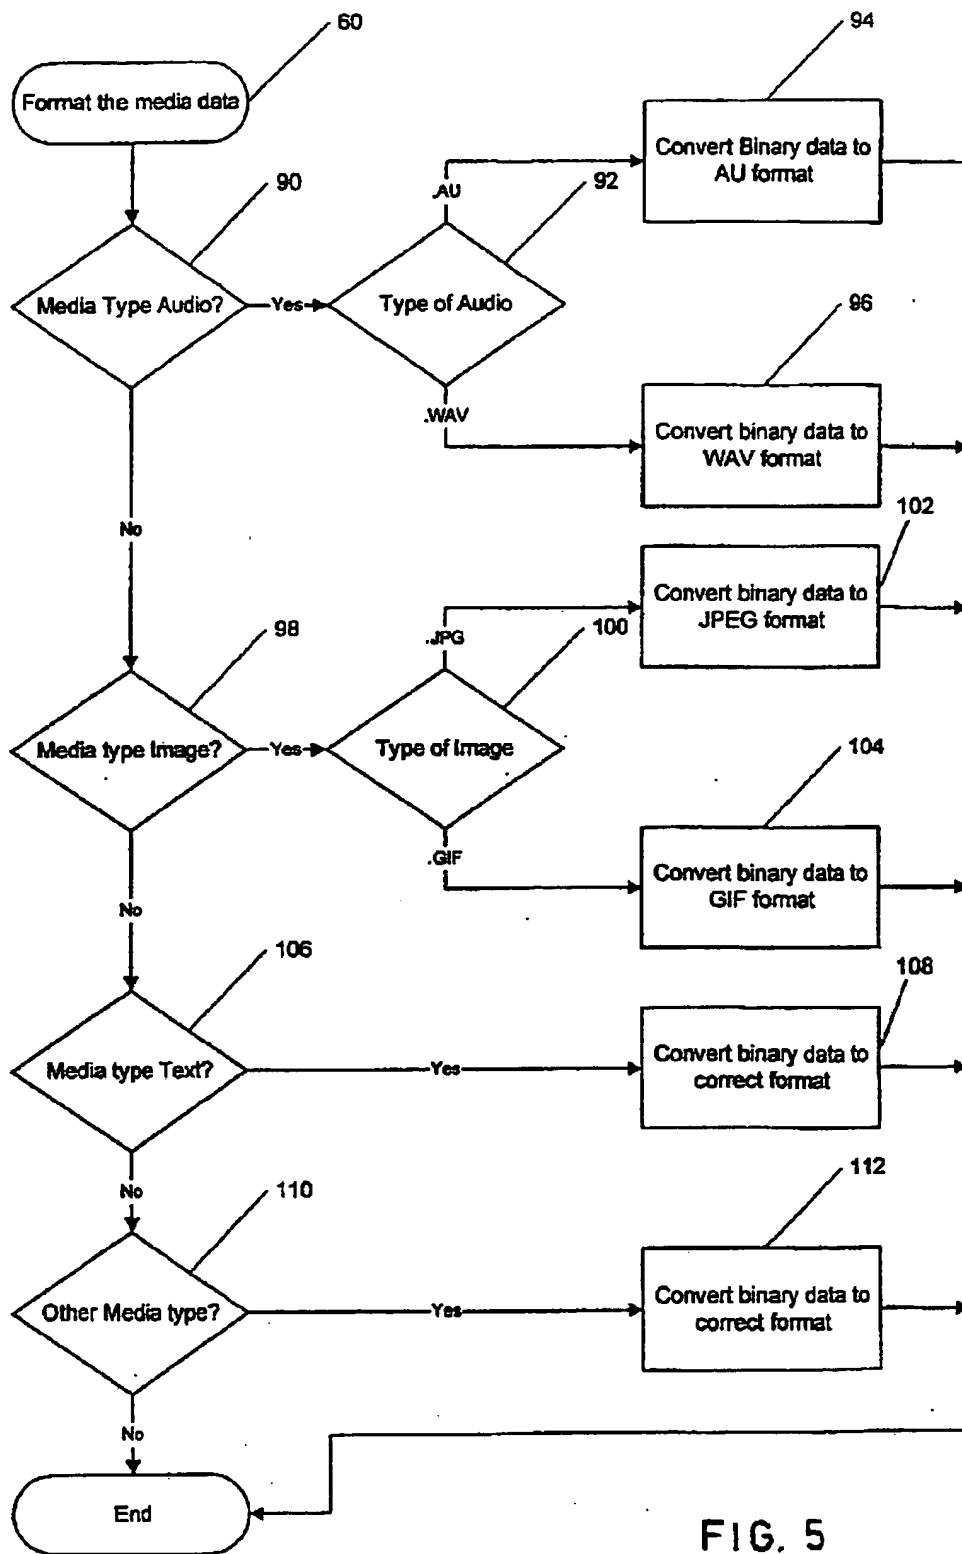 60
Format the media data
94
Convert Binary data to
AU format
90
92
.AU
Media Type Audio?
Yes
Type of Audio
96
.WAV
Convert binary data to
WAV format
No
102
Convert binary data to
JPEG format
98
100
.JPG
Media type Image?
Yes
Type of Image
104
.GIF
Convert binary data to
GIF format
No
106
108
Media type Text?
Yes
Convert binary data to
correct format
No
110
112
Other Media type?
Yes
Convert binary data to
correct format
No
End
FIG. 5